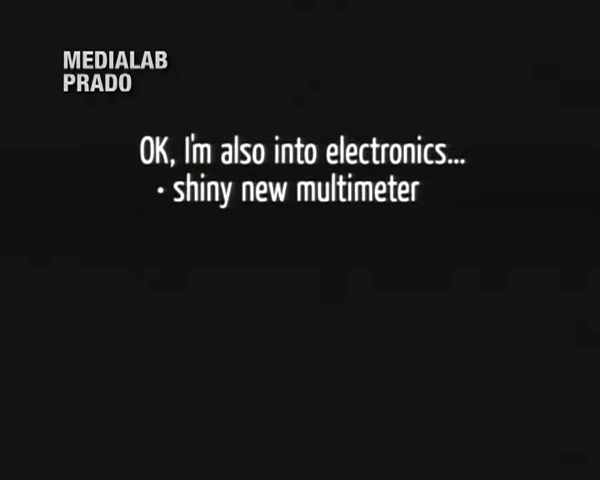 MEDIALAB
PRADO
OK, I'm also into electronics...
• shiny new multimeter